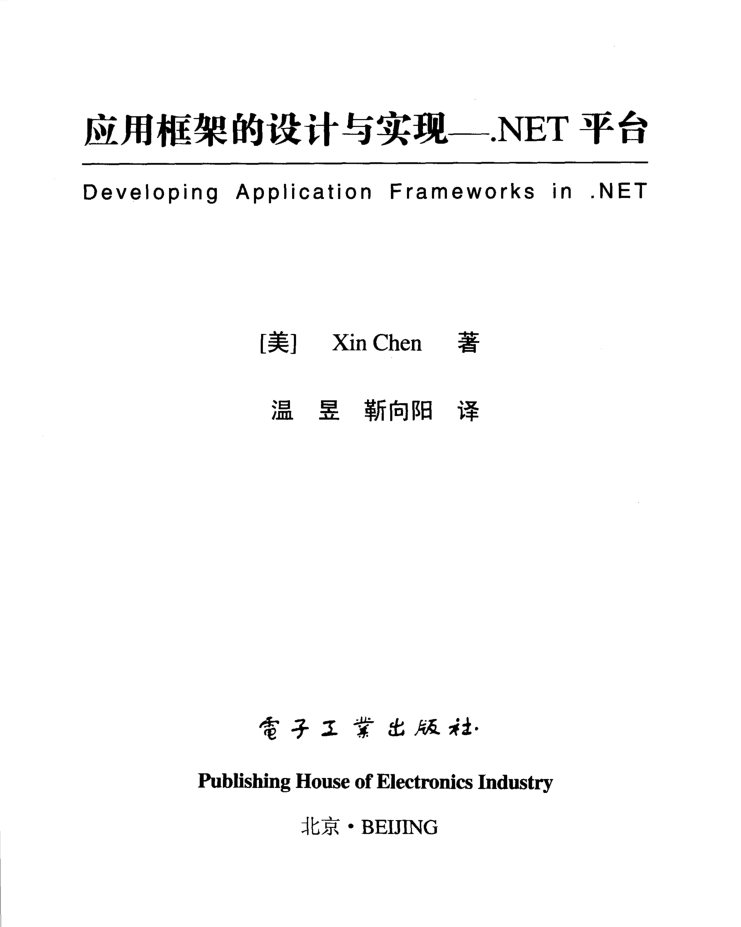 应用框架的设计与实现——.NET 平台
Developing Application Frameworks in .NET
[美] Xin Chen 著
温 昱 靳向阳 译
電子工業出版社·
Publishing House of Electronics Industry
北京·BEIJING